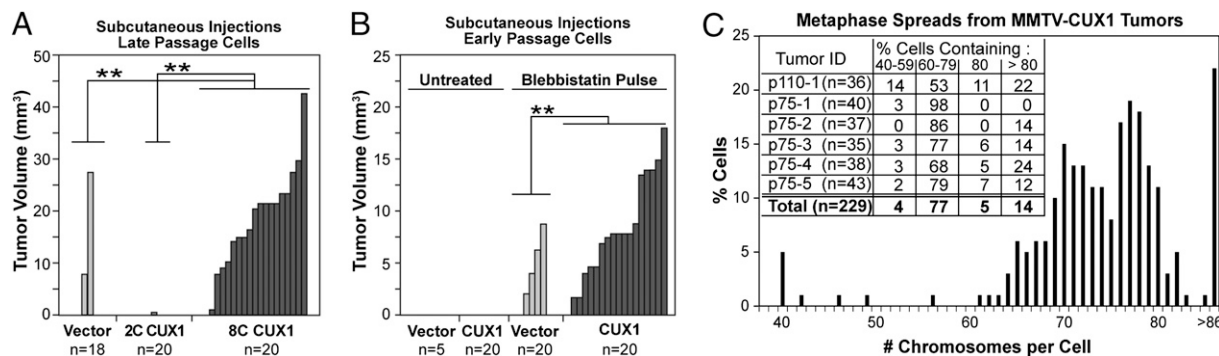 A
Subcutaneous Injections
Late Passage Cells
Tumor Volume (mm³)
50
40
30
20
10
0
**
**
Vector 2C CUX1 8C CUX1
n=18 n=20 n=20
B
Subcutaneous Injections
Early Passage Cells
Tumor Volume (mm³)
25
20
15
10
5
0
Untreated Blebbistatin Pulse
**
Vector CUX1 Vector CUX1
n=5 n=20 n=20 n=20
C
Metaphase Spreads from MMTV-CUX1 Tumors
% Cells
25
20
15
10
5
0
Tumor ID % Cells Containing :
40-59 60-79 80 > 80
p110-1 (n=36) 14 53 11 22
p75-1 (n=40) 3 98 0 0
p75-2 (n=37) 0 86 0 14
p75-3 (n=35) 3 77 6 14
p75-4 (n=38) 3 68 5 24
p75-5 (n=43) 2 79 7 12
Total (n=229) 4 77 5 14
40 50 60 70 80 >86
# Chromosomes per Cell